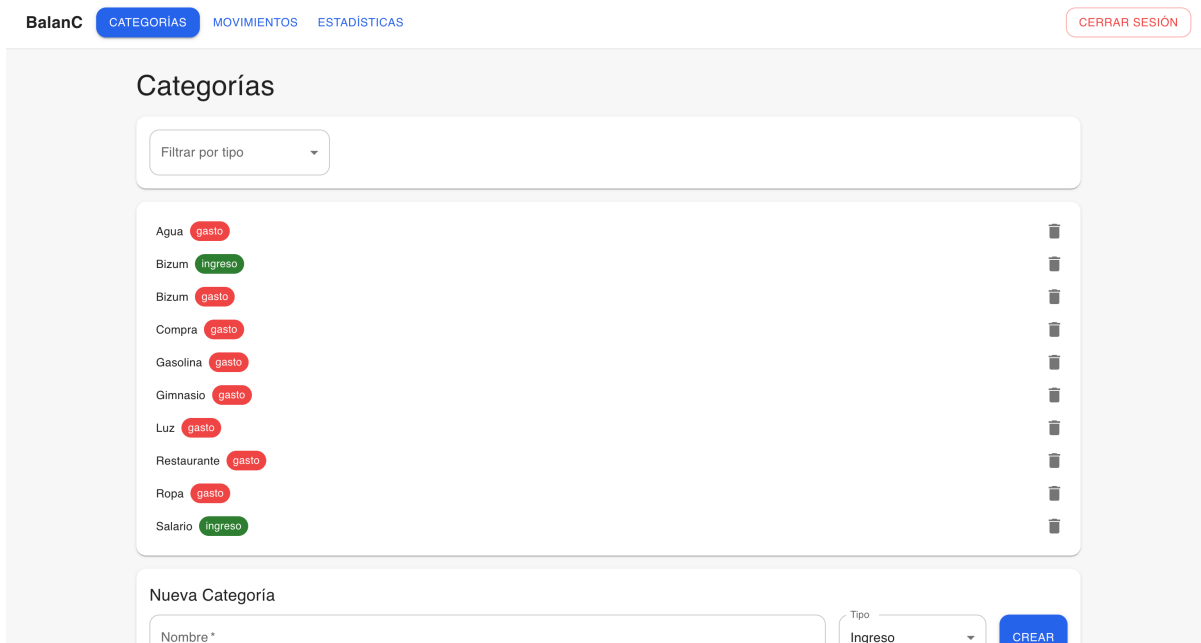 BalanC CATEGORÍAS MOVIMIENTOS ESTADÍSTICAS CERRAR SESIÓN
Categorías
Filtrar por tipo
Agua gasto
Bizum ingreso
Bizum gasto
Compra gasto
Gasolina gasto
Gimnasio gasto
Luz gasto
Restaurante gasto
Ropa gasto
Salario ingreso
Nueva Categoría
Tipo
Nombre * Ingreso CREAR